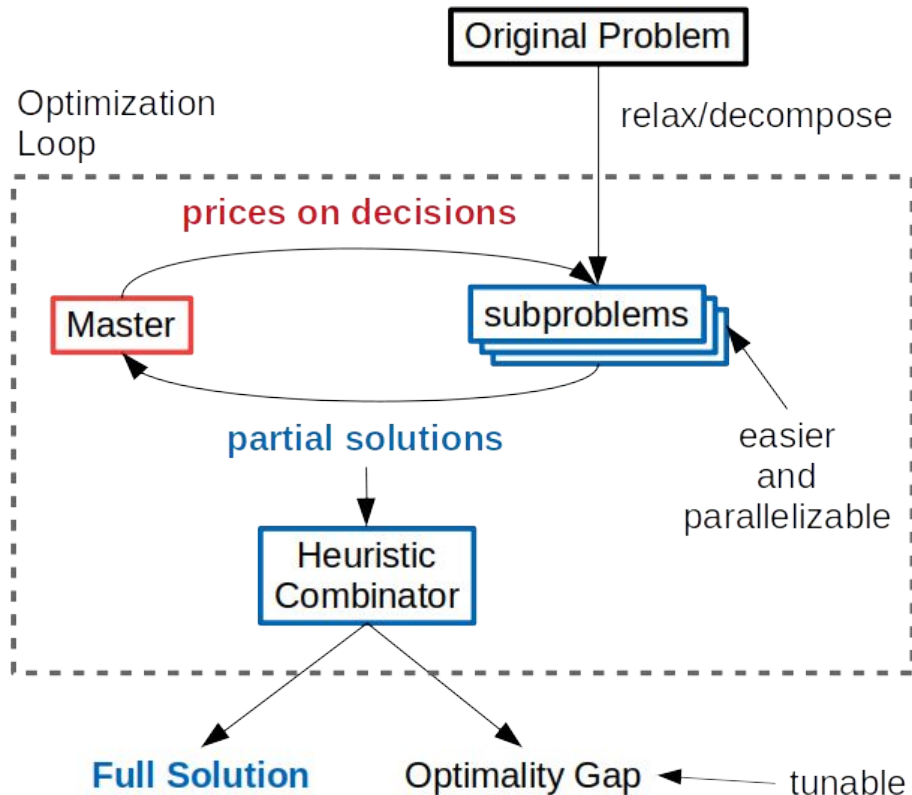 Original Problem
Optimization
Loop
relax/decompose
prices on decisions
Master
subproblems
partial solutions
easier
and
parallelizable
Heuristic
Combinator
Full Solution
Optimality Gap
tunable